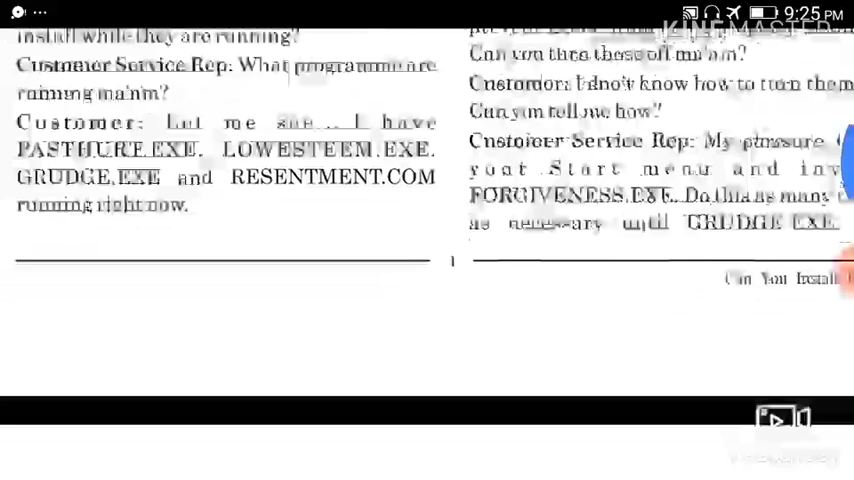 9:25 PM
KINEMASTER
install while they are running?
Customer Service Rep: What programme are
running ma'm?
Customer: Let me see... I have
PASTHURT.EXE. LOWESTEEM.EXE.
GRUDGE.EXE and RESENTMENT.COM
running right now.
Can you turn these off ma'm?
Customer: I don't know how to turn them
Can you tell me how?
Customer Service Rep: My pleasure
your Start menu and inv
FORGIVENESS.EXE. Do this as many
as necessary until GRUDGE.EXE.
1
Can You Install